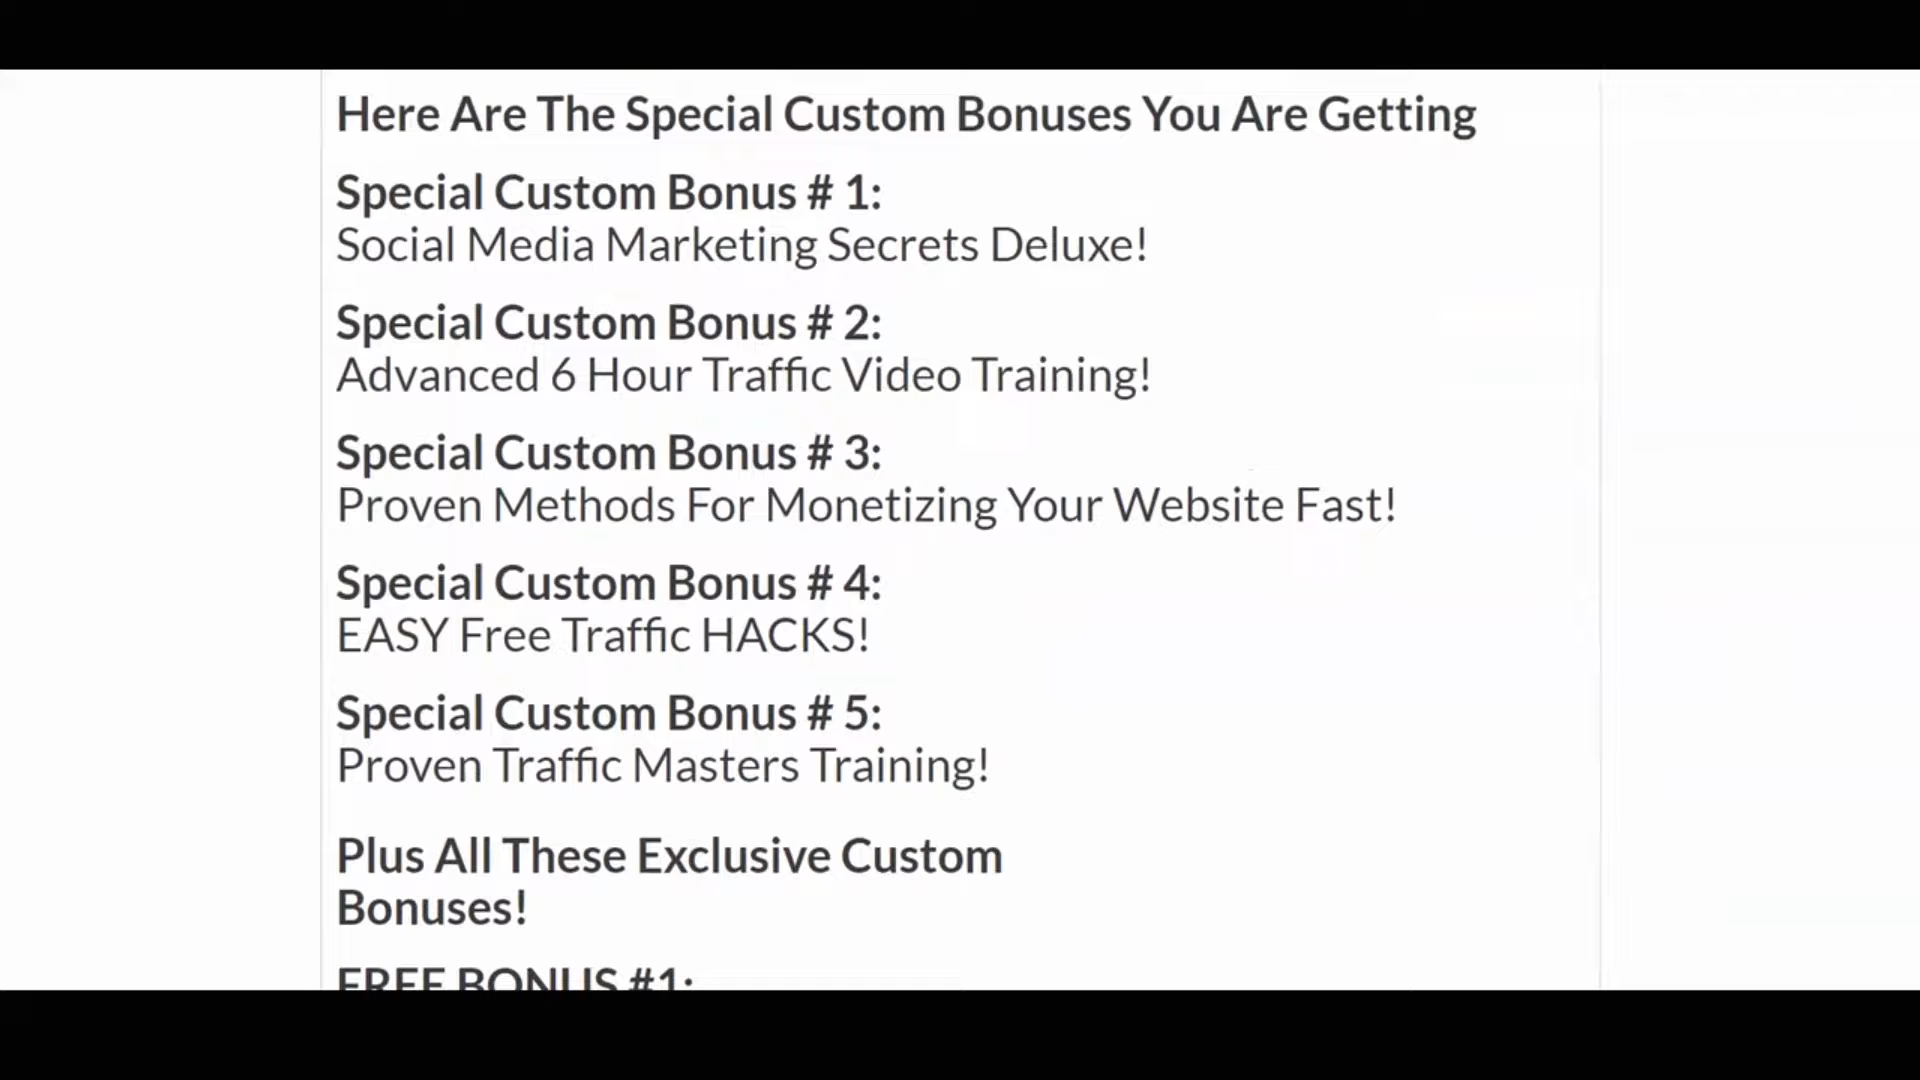 Here Are The Special Custom Bonuses You Are Getting
Special Custom Bonus # 1:
Social Media Marketing Secrets Deluxe!
Special Custom Bonus # 2:
Advanced 6 Hour Traffic Video Training!
Special Custom Bonus # 3:
Proven Methods For Monetizing Your Website Fast!
Special Custom Bonus # 4:
EASY Free Traffic HACKS!
Special Custom Bonus # 5:
Proven Traffic Masters Training!
Plus All These Exclusive Custom
Bonuses!
FREE BONUS #1: